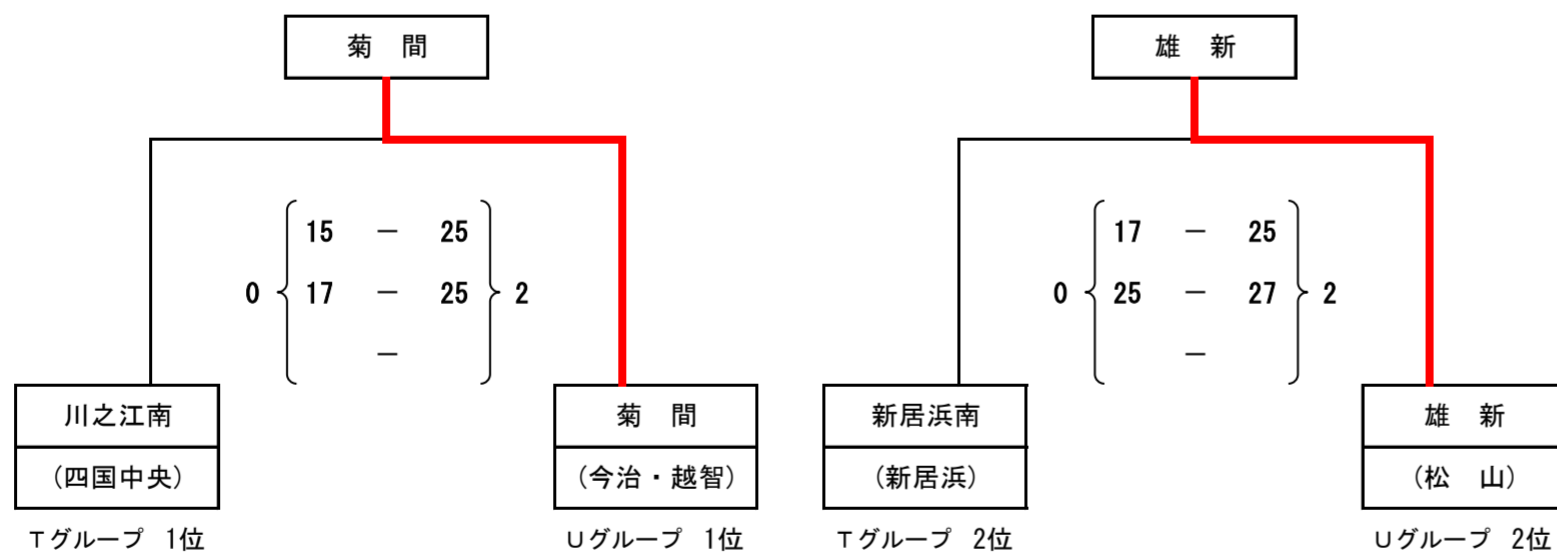 菊　間
雄　新
15 － 25
17 － 25
0 { 17 － 25 } 2
0 { 25 － 27 } 2
－
－
川之江南
菊　間
新居浜南
雄　新
(四国中央)
(今治・越智)
(新居浜)
(松　山)
Tグループ　1位
Uグループ　1位
Tグループ　2位
Uグループ　2位